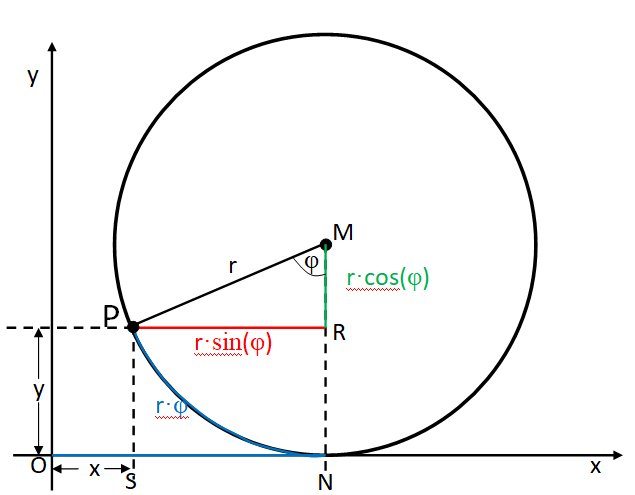 y
M
φ
r
r·cos(φ)
P
R
r·sin(φ)
y
r·φ
O
x
S
N
x